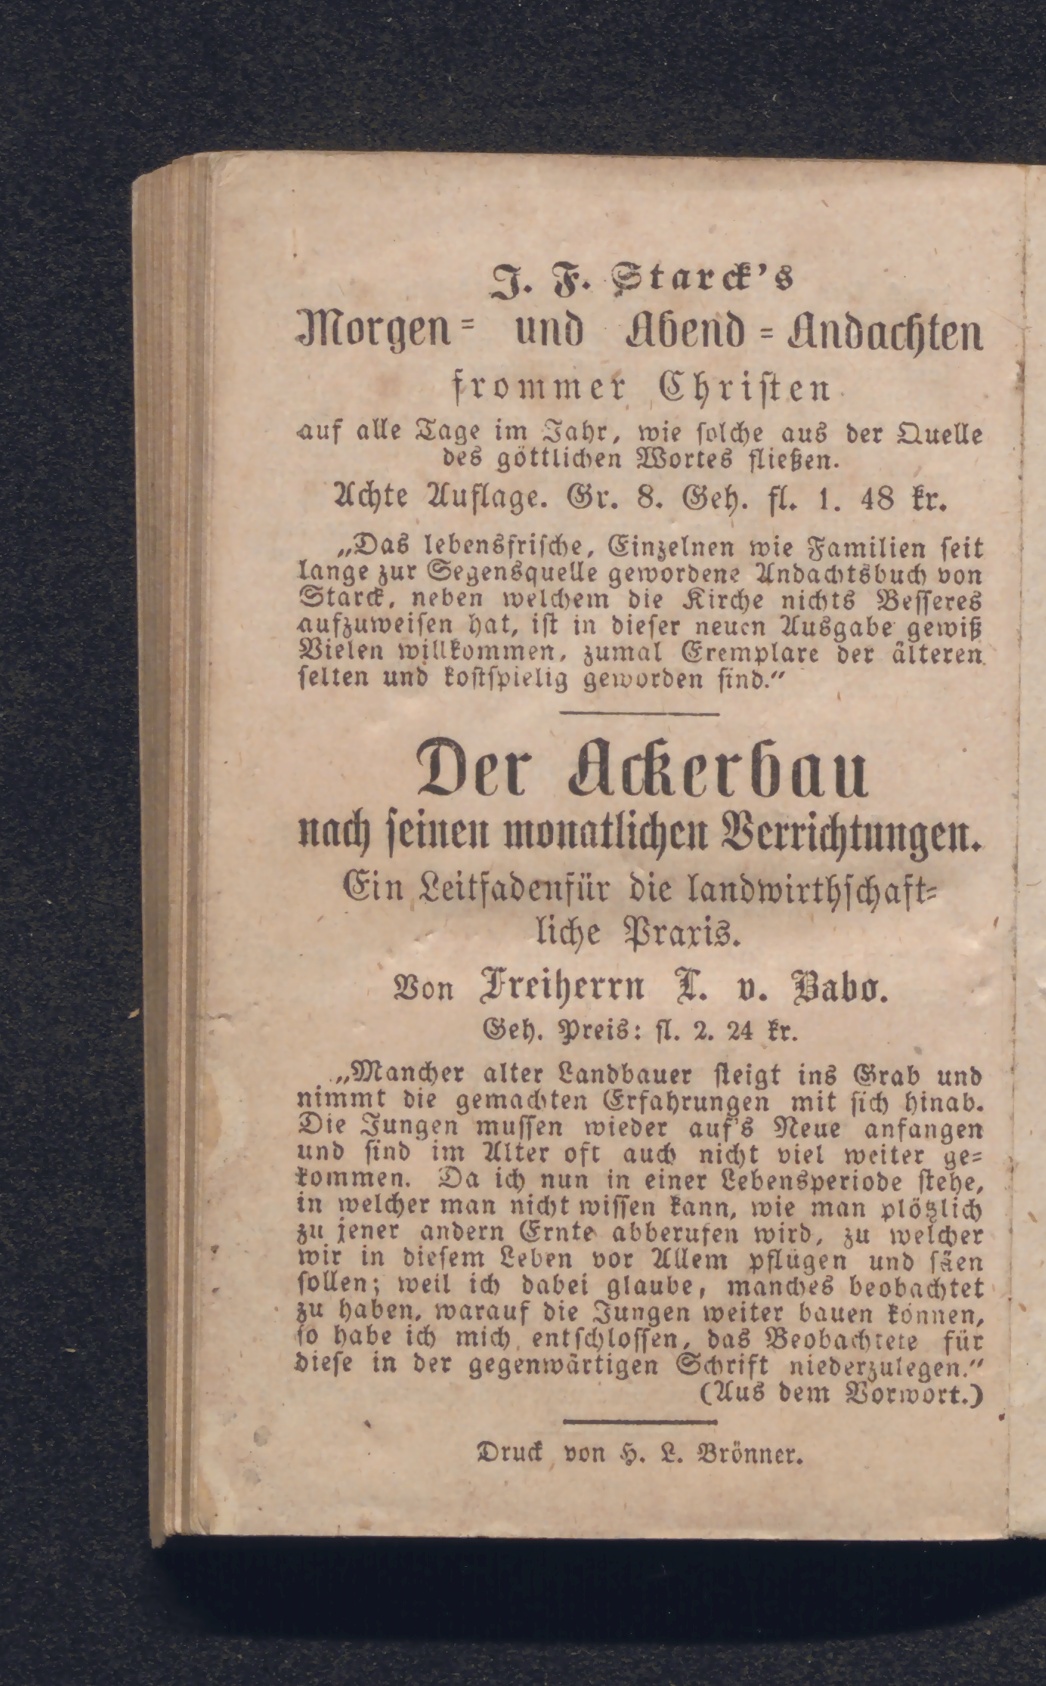 J. F. Starck's
Morgen= und Abend=Andachten
frommer Christen
auf alle Tage im Jahr, wie solche aus der Quelle
des göttlichen Wortes fließen.
Achte Auflage. Gr. 8. Geh. fl. 1. 48 kr.
„Das lebensfrische, Einzelnen wie Familien seit
lange zur Segensquelle gewordene Andachtsbuch von
Starck, neben welchem die Kirche nichts Besseres
aufzuweisen hat, ist in dieser neuen Ausgabe gewiß
Vielen willkommen, zumal Exemplare der älteren
selten und kostspielig geworden sind.“
Der Ackerbau
nach seinen monatlichen Verrichtungen.
Ein Leitfadenfür die landwirthschaft=
liche Praxis.
Von Freiherrn L. v. Babo.
Geh. Preis: fl. 2. 24 kr.
„Mancher alter Landbauer steigt ins Grab und
nimmt die gemachten Erfahrungen mit sich hinab.
Die Jungen mussen wieder auf's Neue anfangen
und sind im Alter oft auch nicht viel weiter ge=
kommen. Da ich nun in einer Lebensperiode stehe,
in welcher man nicht wissen kann, wie man plötzlich
zu jener andern Ernte abberufen wird, zu welcher
wir in diesem Leben vor Allem pflügen und säen
sollen; weil ich dabei glaube, manches beobachtet
zu haben, warauf die Jungen weiter bauen können,
so habe ich mich entschlossen, das Beobachtete für
diese in der gegenwärtigen Schrift niederzulegen.“
(Aus dem Vorwort.)
Druck von H. L. Brönner.